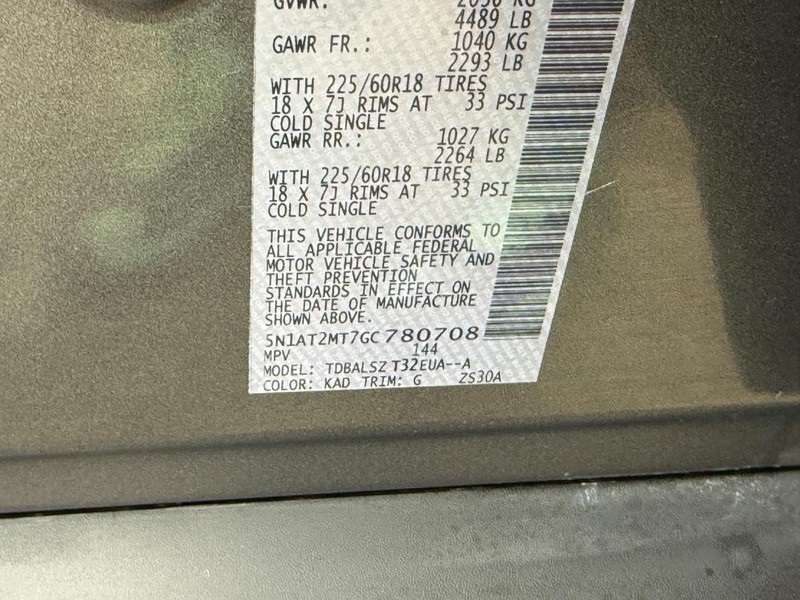 GVWR: 2036 KG
4489 LB
GAWR FR.: 1040 KG
2293 LB
WITH 225/60R18 TIRES
18 X 7J RIMS AT 33 PSI
COLD SINGLE
GAWR RR.: 1027 KG
2264 LB
WITH 225/60R18 TIRES
18 X 7J RIMS AT 33 PSI
COLD SINGLE
THIS VEHICLE CONFORMS TO
ALL APPLICABLE FEDERAL
MOTOR VEHICLE SAFETY AND
THEFT PREVENTION
STANDARDS IN EFFECT ON
THE DATE OF MANUFACTURE
SHOWN ABOVE.
5N1AT2MT7GC780708
MPV 144
MODEL: TDBALSZ T32EUA--A
COLOR: KAD TRIM: G ZS30A